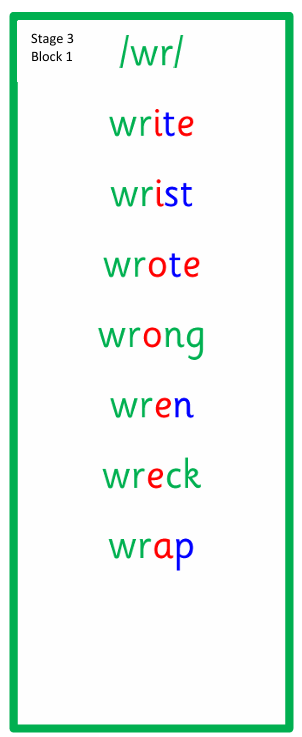 Stage 3
Block 1
/wr/
write
wrist
wrote
wrong
wren
wreck
wrap